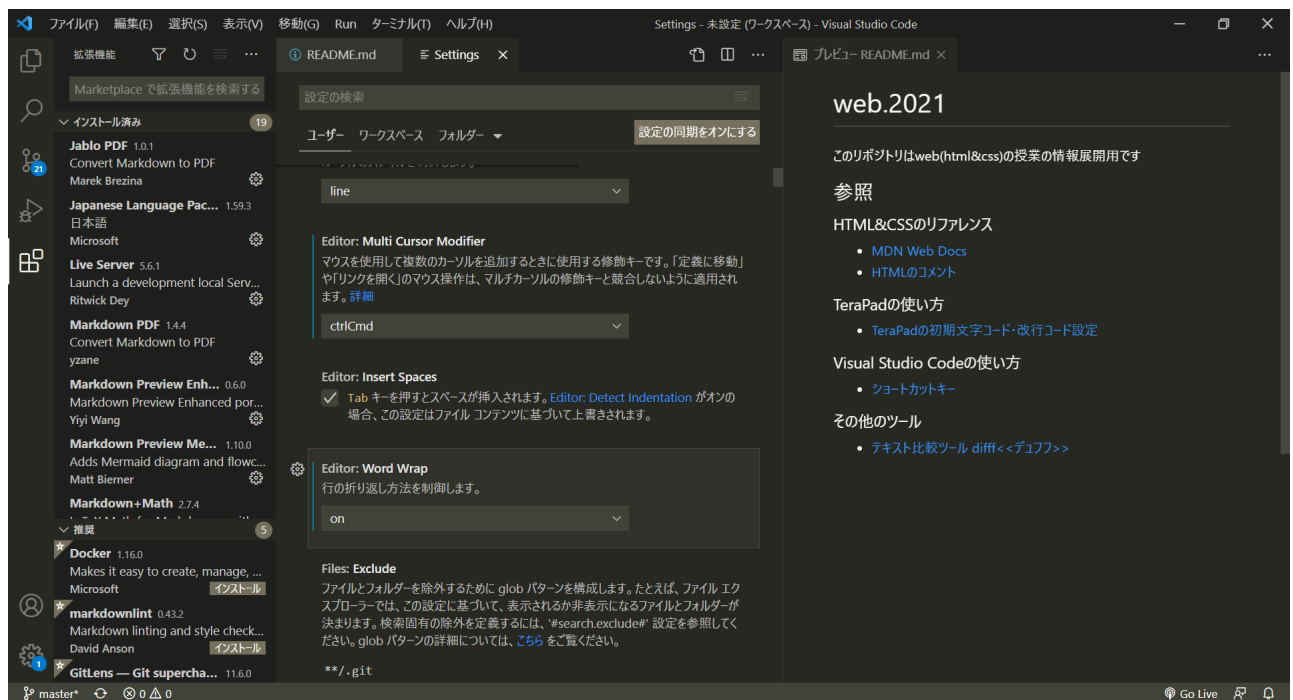 ファイル(F) 編集(E) 選択(S) 表示(V) 移動(G) Run ターミナル(T) ヘルプ(H)
Settings - 未設定 (ワークスペース) - Visual Studio Code
拡張機能
Marketplace で拡張機能を検索する
インストール済み 19
Jablo PDF 1.0.1
Convert Markdown to PDF
Marek Brezina
Japanese Language Pac... 1.59.3
日本語
Microsoft
Live Server 5.6.1
Launch a development local Serv...
Ritwick Dey
Markdown PDF 1.4.4
Convert Markdown to PDF
yzane
Markdown Preview Enh... 0.6.0
Markdown Preview Enhanced por...
Yiyi Wang
Markdown Preview Me... 1.10.0
Adds Mermaid diagram and flowc...
Matt Bierner
Markdown+Math 2.7.4
推奨 5
Docker 1.16.0
Makes it easy to create, manage, ...
Microsoft インストール
markdownlint 0.43.2
Markdown linting and style check...
David Anson インストール
GitLens — Git supercha... 11.6.0
21
1
README.md
Settings
設定の検索
ユーザー ワークスペース フォルダー
設定の同期をオンにする
line
Editor: Multi Cursor Modifier
マウスを使用して複数のカーソルを追加するときに使用する修飾キーです。「定義に移動」
や「リンクを開く」のマウス操作は、マルチカーソルの修飾キーと競合しないように適用され
ます。詳細
ctrlCmd
Editor: Insert Spaces
Tab キーを押すとスペースが挿入されます。Editor: Detect Indentation がオンの
場合、この設定はファイル コンテンツに基づいて上書きされます。
Editor: Word Wrap
行の折り返し方法を制御します。
on
Files: Exclude
ファイルとフォルダーを除外するために glob パターンを構成します。たとえば、ファイル エク
スプローラーでは、この設定に基づいて、表示されるか非表示になるファイルとフォルダーが
決まります。検索固有の除外を定義するには、'#search.exclude#' 設定を参照してく
ださい。glob パターンの詳細については、こちら をご覧ください。
**/.git
プレビュー README.md
web.2021
このリポジトリはweb(html&css)の授業の情報展開用です
参照
HTML&CSSのリファレンス
MDN Web Docs
HTMLのコメント
TeraPadの使い方
TeraPadの初期文字コード・改行コード設定
Visual Studio Codeの使い方
ショートカットキー
その他のツール
テキスト比較ツール difff<<デュフフ>>
master* 0 0
Go Live